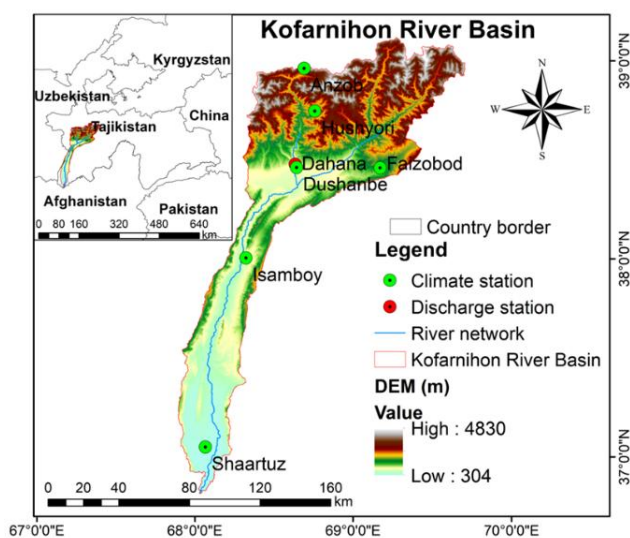 Kofarnihon River Basin
Kyrgyzstan
Uzbekistan
China
Tajikistan
Afghanistan
Pakistan
0 80 160 320 480 640
km
Anzob
Hushyori
Dahana
Faizobod
Dushanbe
Isamboy
Shaartuz
N
W
E
S
Country border
Legend
Climate station
Discharge station
River network
Kofarnihon River Basin
DEM (m)
Value
High : 4830
Low : 304
0 20 40 80 120 160
km
39°0'0"N
38°0'0"N
37°0'0"N
67°0'0"E
68°0'0"E
69°0'0"E
70°0'0"E